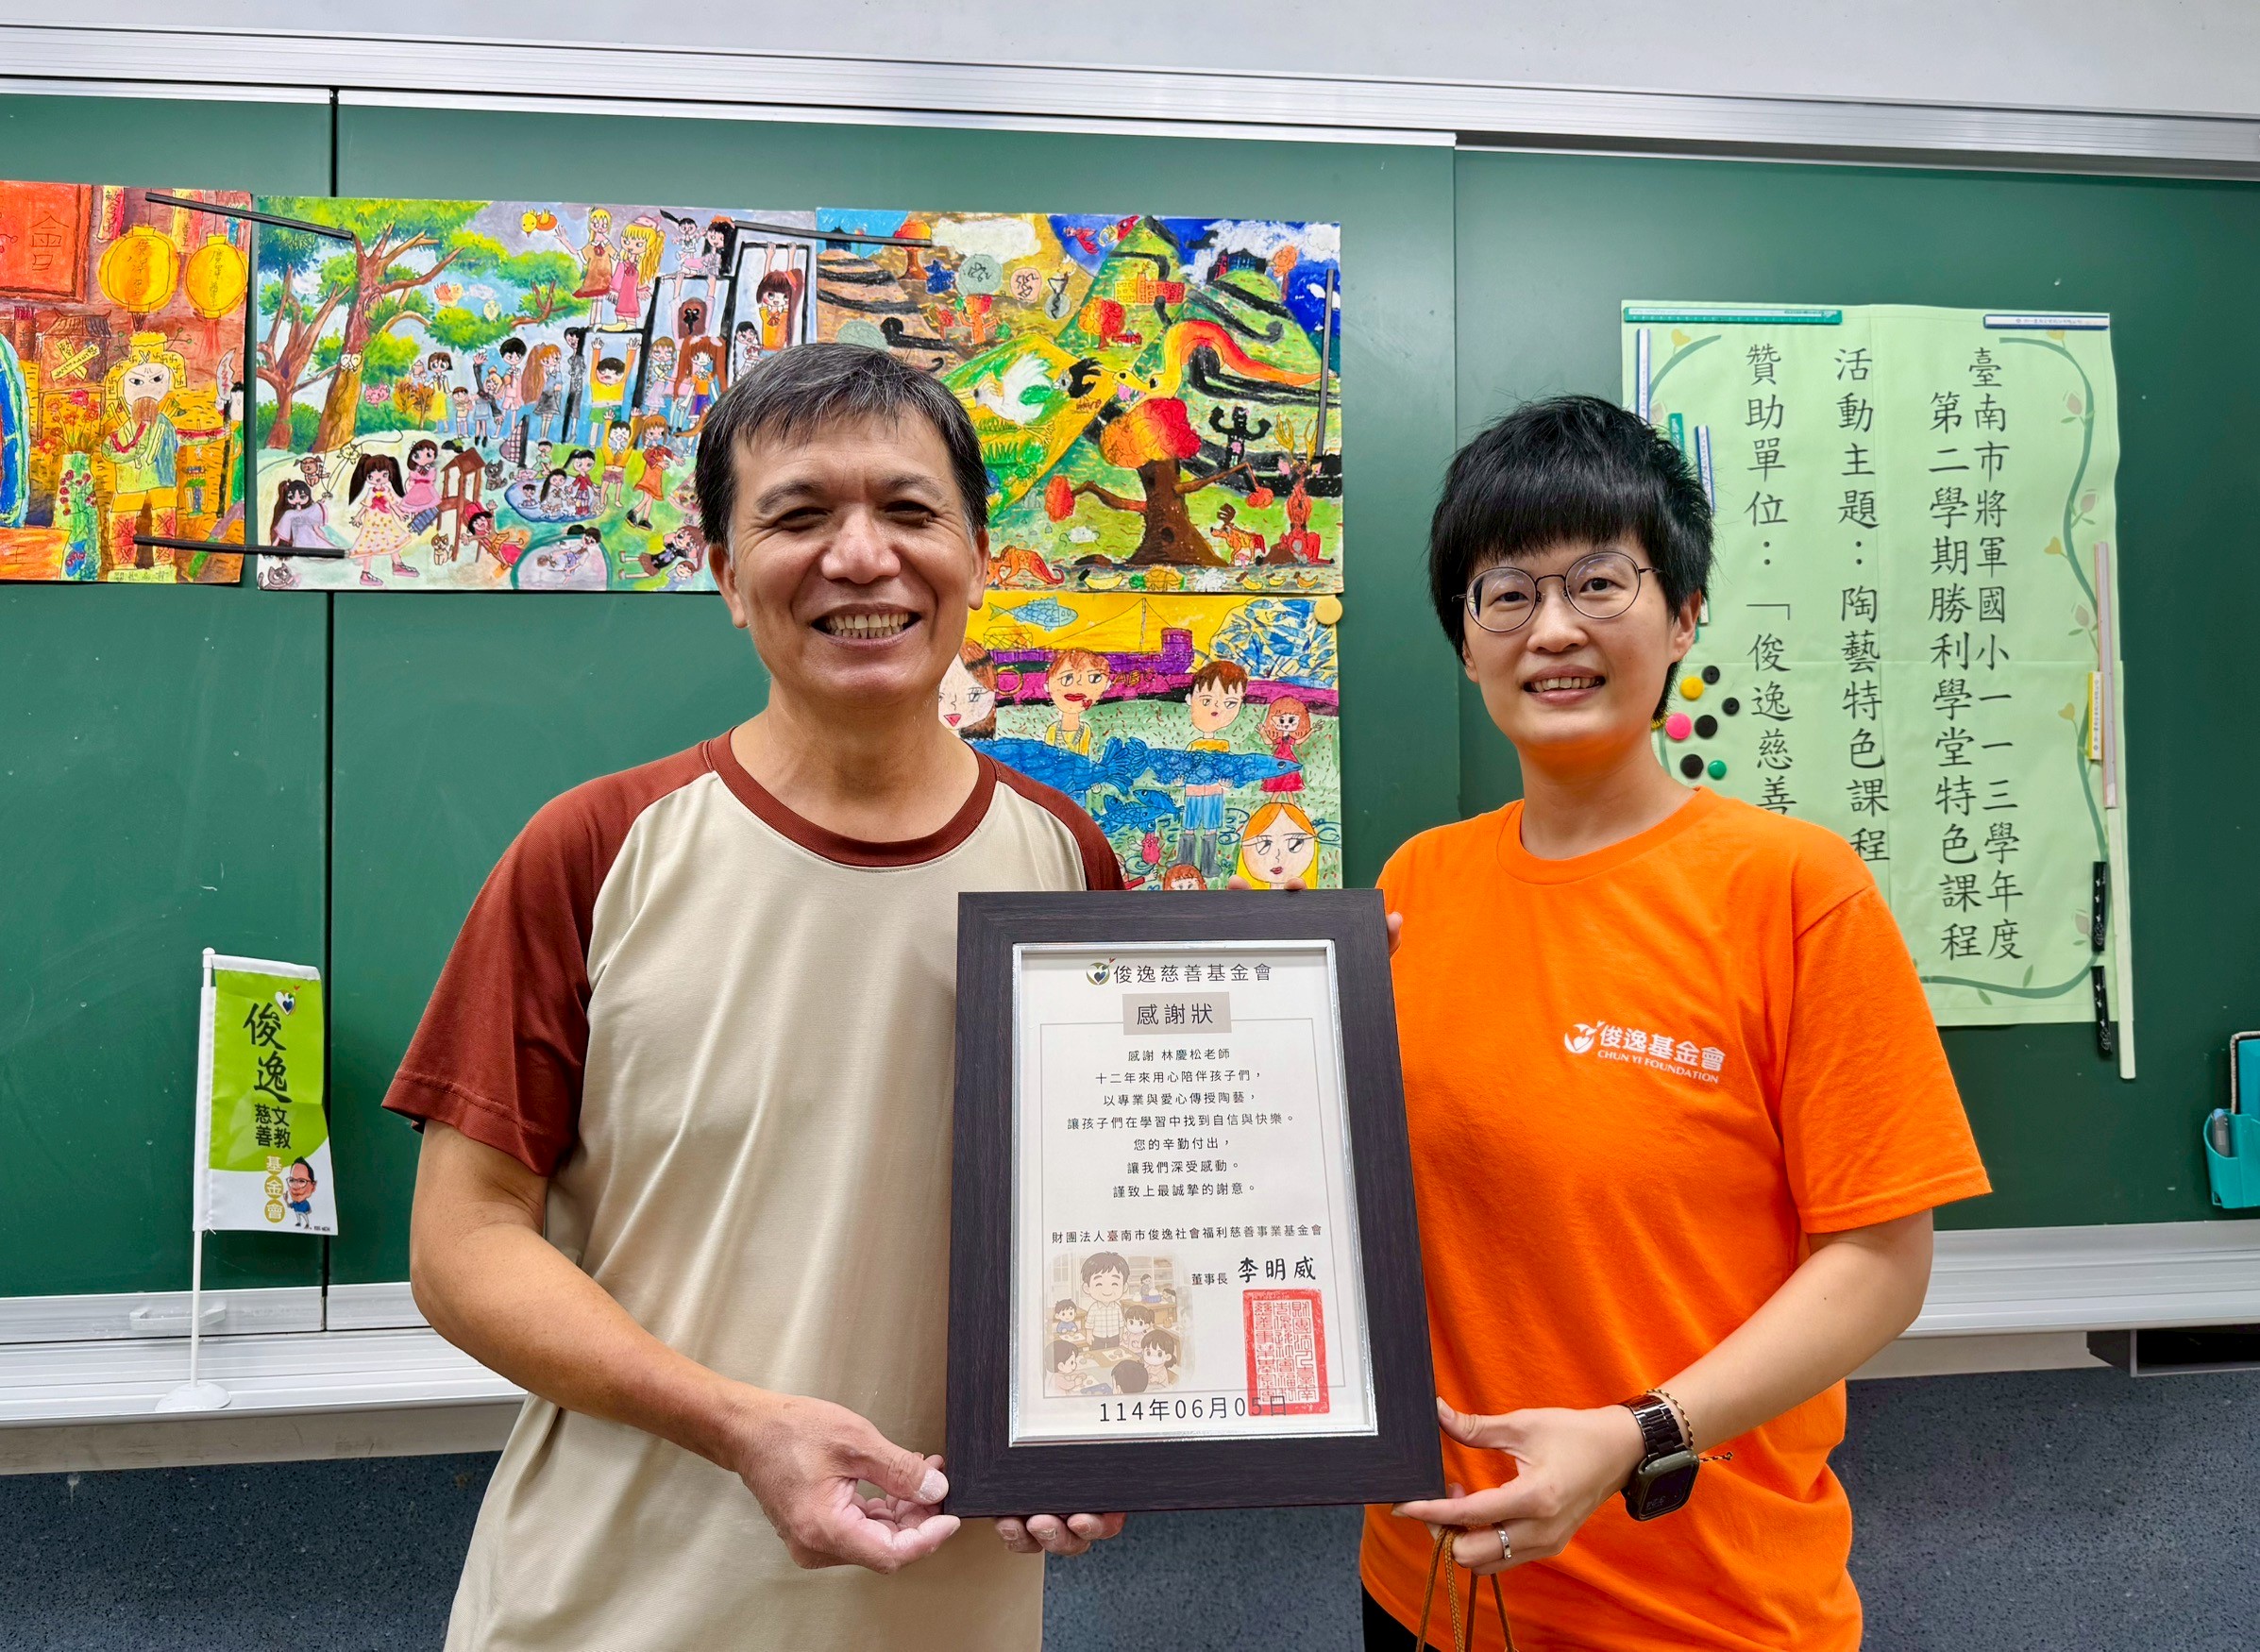 臺南市將軍國小一一三學年度
第二學期勝利學堂特色課程
活動主題：陶藝特色課程
贊助單位：「俊逸慈善
會
俊逸
文教
慈善
基金會
俊逸慈善基金會
感謝狀
感謝 林慶松老師
十二年來用心陪伴孩子們，
以專業與愛心傳授陶藝，
讓孩子們在學習中找到自信與快樂。
您的辛勤付出，
讓我們深受感動。
謹致上最誠摯的謝意。
財團法人臺南市俊逸社會福利慈善事業基金會
董事長 李明威
114年06月05日
俊逸基金會
CHUN YI FOUNDATION